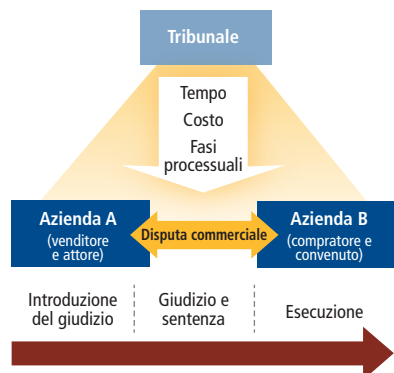 Tribunale
Tempo
Costo
Fasi
processuali
Azienda A
(venditore
e attore)
Disputa commerciale
Azienda B
(compratore e
convenuto)
Introduzione
del giudizio
Giudizio e
sentenza
Esecuzione